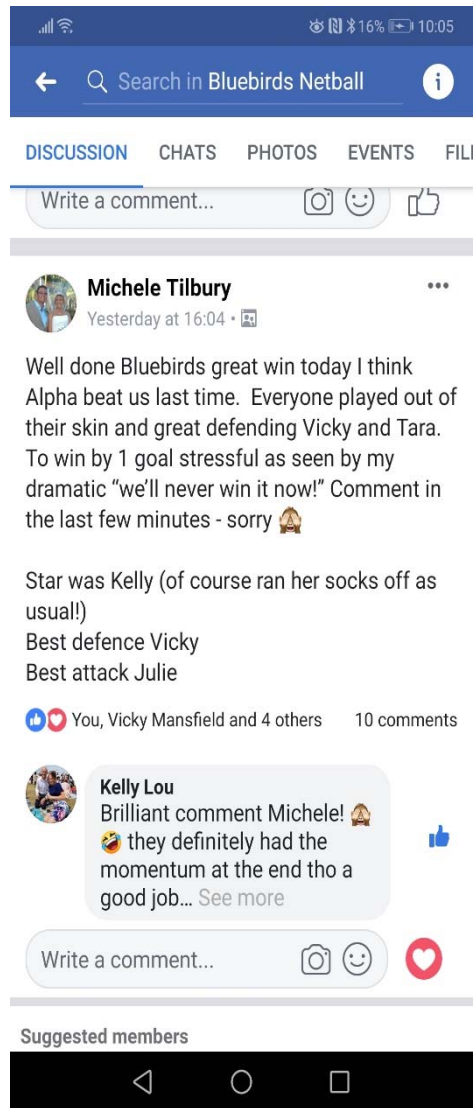 16% 10:05
Search in Bluebirds Netball
i
DISCUSSION CHATS PHOTOS EVENTS FIL
Write a comment...
Michele Tilbury
Yesterday at 16:04 •
Well done Bluebirds great win today I think
Alpha beat us last time. Everyone played out of
their skin and great defending Vicky and Tara.
To win by 1 goal stressful as seen by my
dramatic “we’ll never win it now!” Comment in
the last few minutes - sorry 🙈
Star was Kelly (of course ran her socks off as
usual!)
Best defence Vicky
Best attack Julie
You, Vicky Mansfield and 4 others 10 comments
Kelly Lou
Brilliant comment Michele! 🙈
🤣 they definitely had the
momentum at the end tho a
good job... See more
Write a comment...
Suggested members